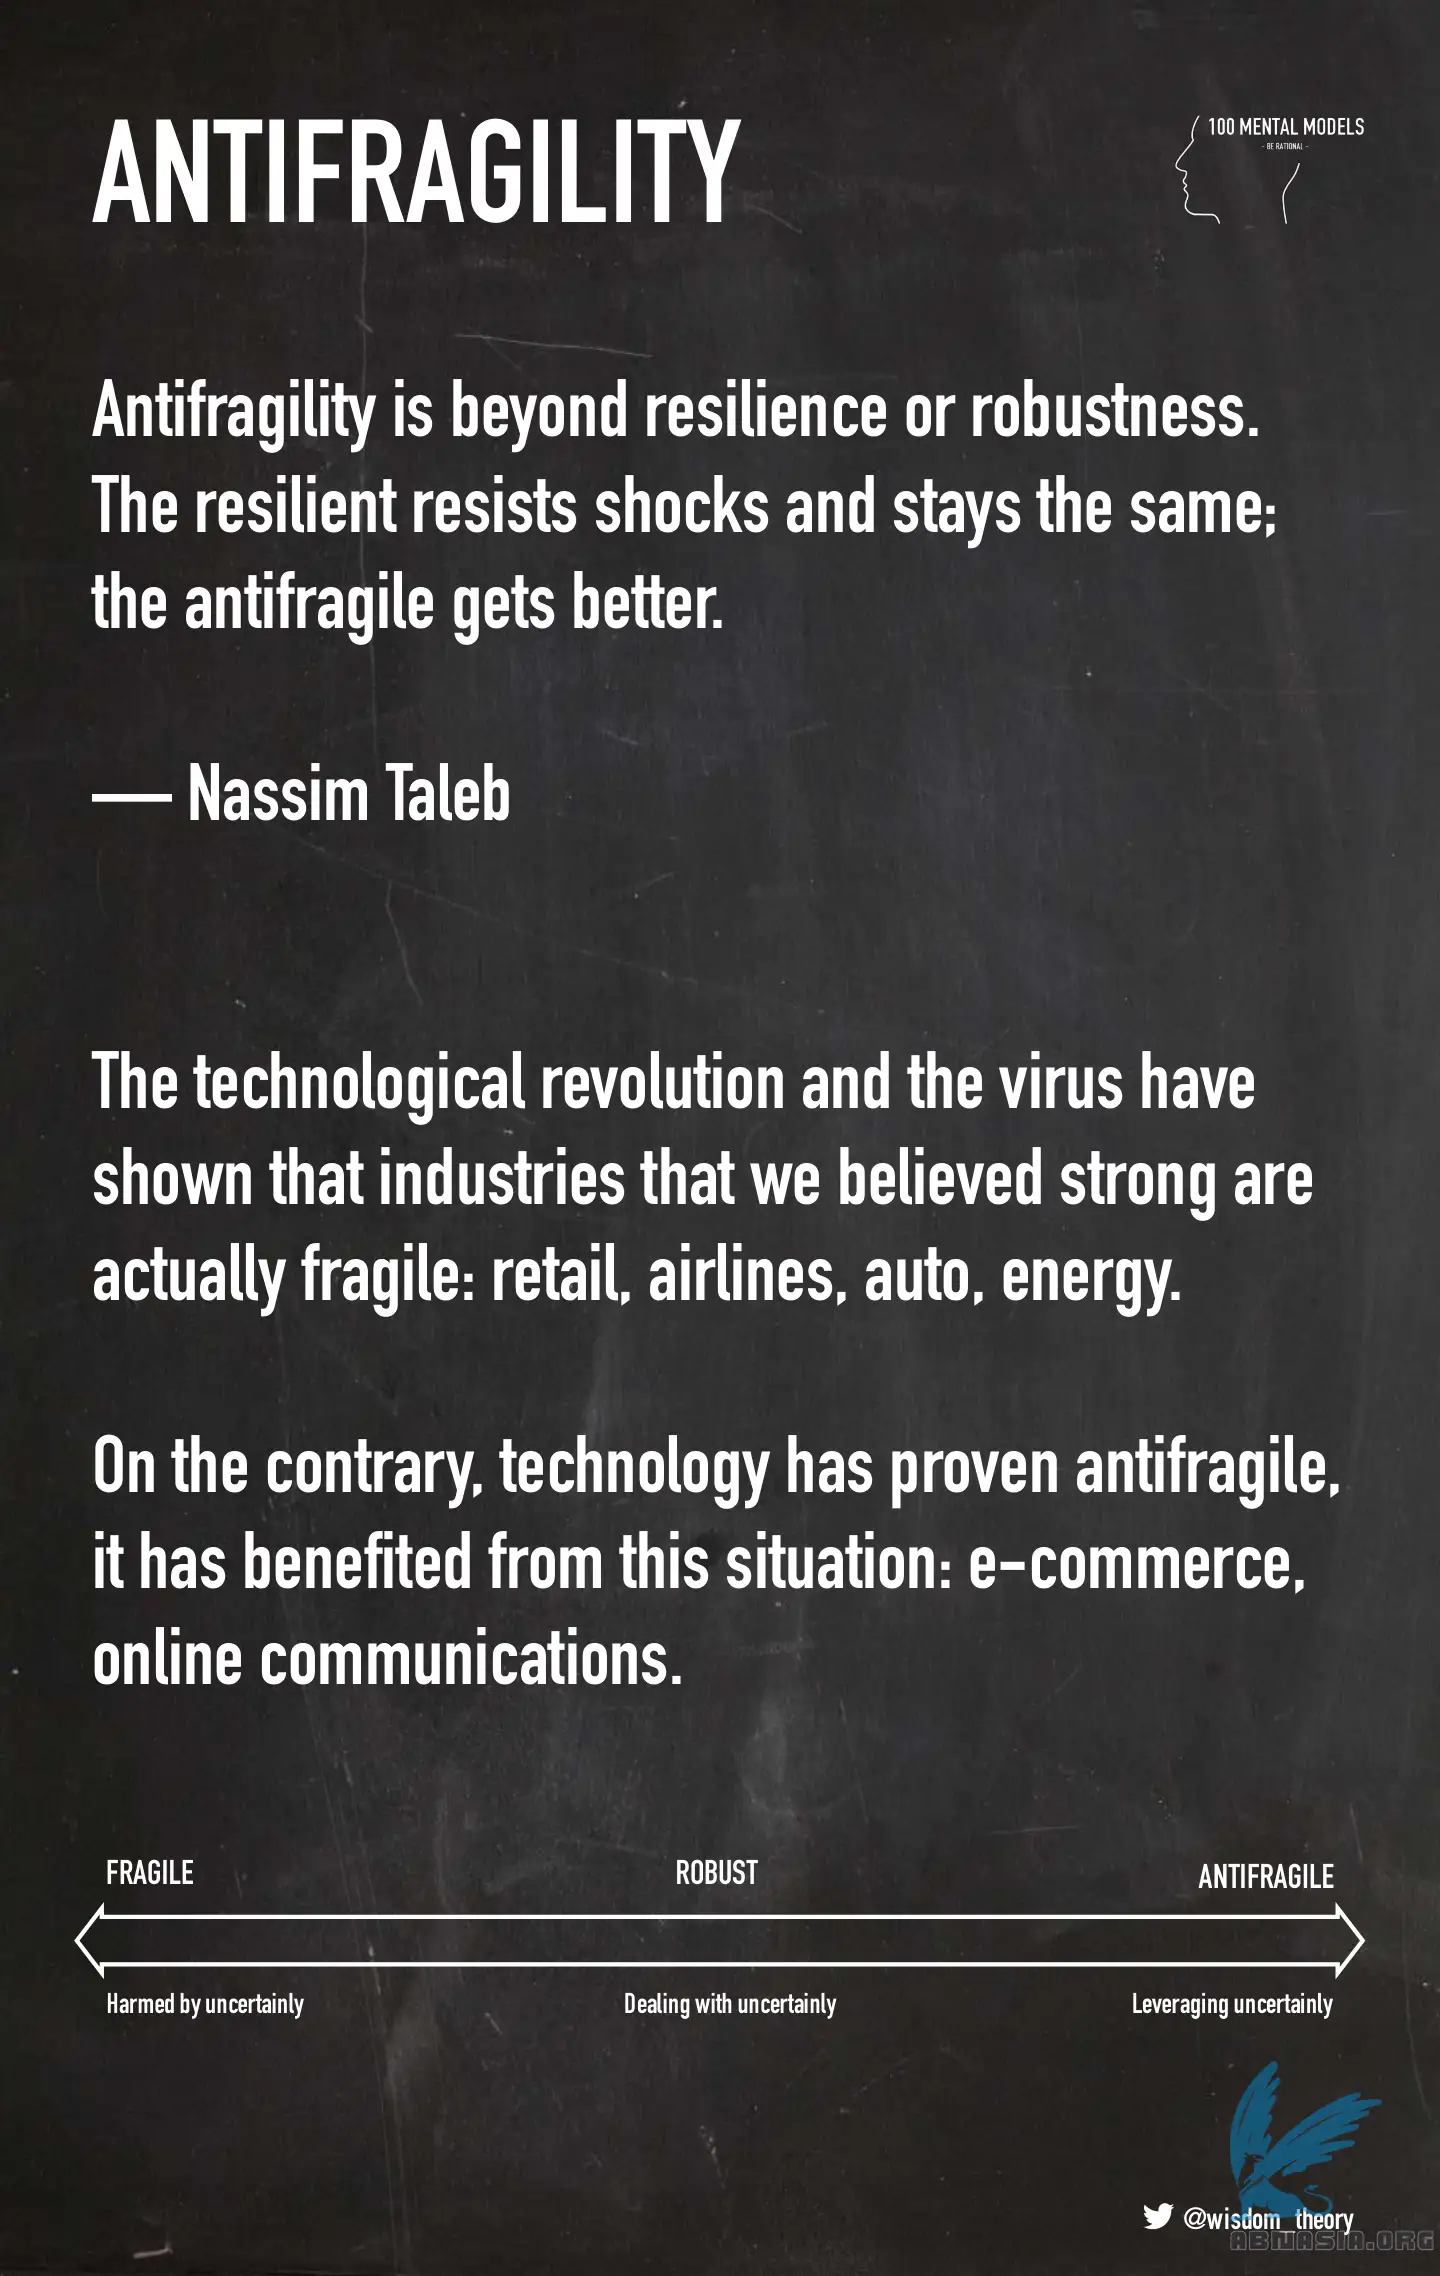 ANTIFRAGILITY
100 MENTAL MODELS
- BE RATIONAL -
Antifragility is beyond resilience or robustness.
The resilient resists shocks and stays the same;
the antifragile gets better.
— Nassim Taleb
The technological revolution and the virus have
shown that industries that we believed strong are
actually fragile: retail, airlines, auto, energy.
On the contrary, technology has proven antifragile,
it has benefited from this situation: e-commerce,
online communications.
FRAGILE ROBUST ANTIFRAGILE
Harmed by uncertainly Dealing with uncertainly Leveraging uncertainly
@wisdom_theory
ABNASIA.ORG